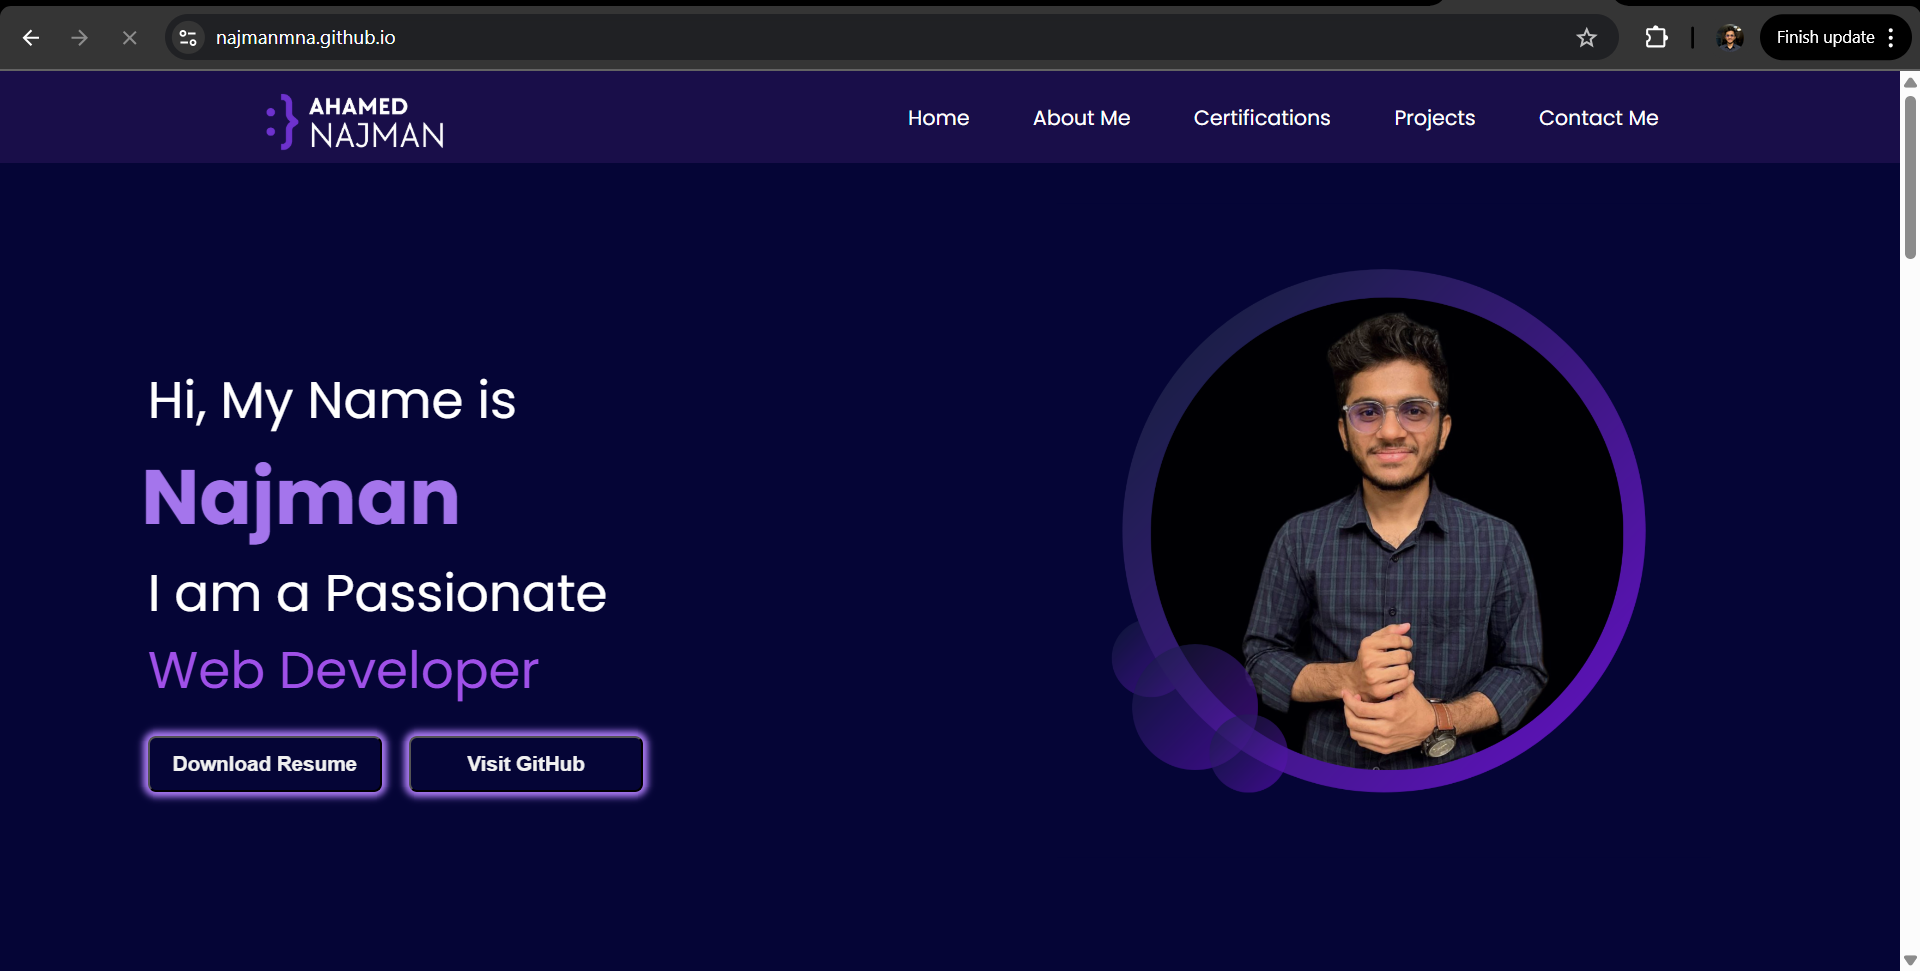 najmanmna.github.io
Finish update
AHAMED
NAJMAN
Home
About Me
Certifications
Projects
Contact Me
Hi, My Name is
Najman
I am a Passionate
Web Developer
Download Resume
Visit GitHub